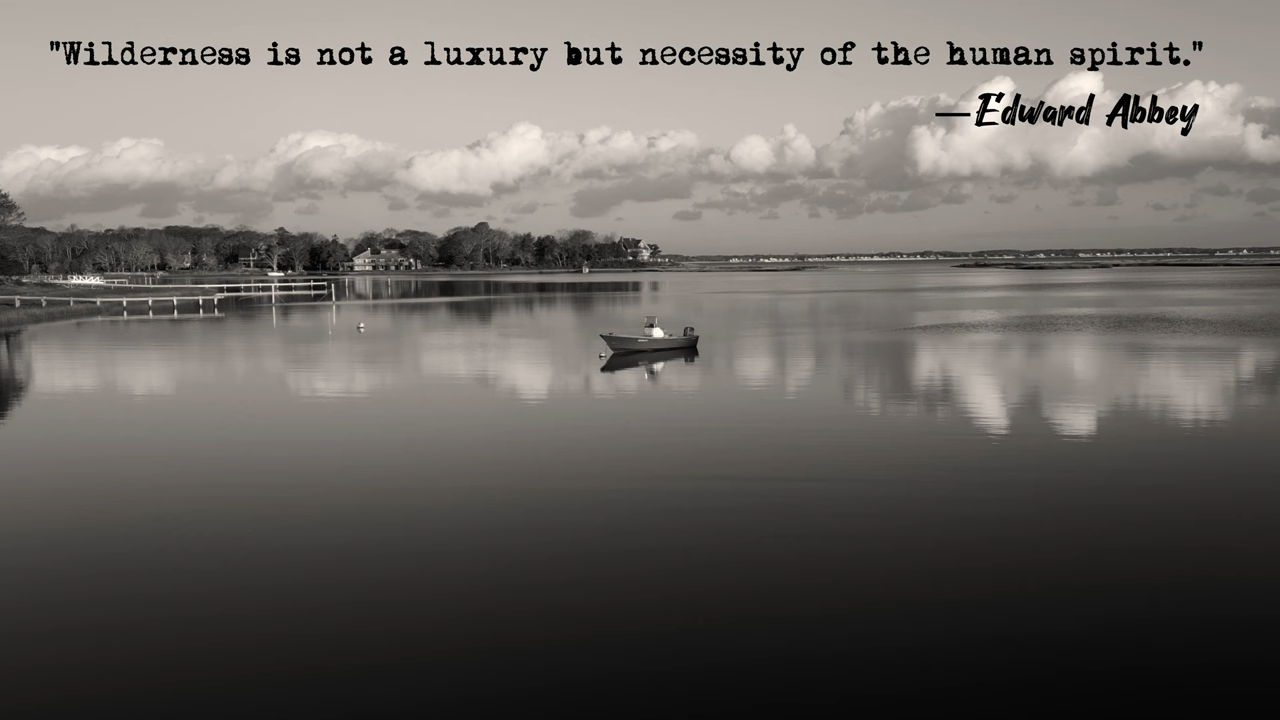 "Wilderness is not a luxury but necessity of the human spirit."
—Edward Abbey